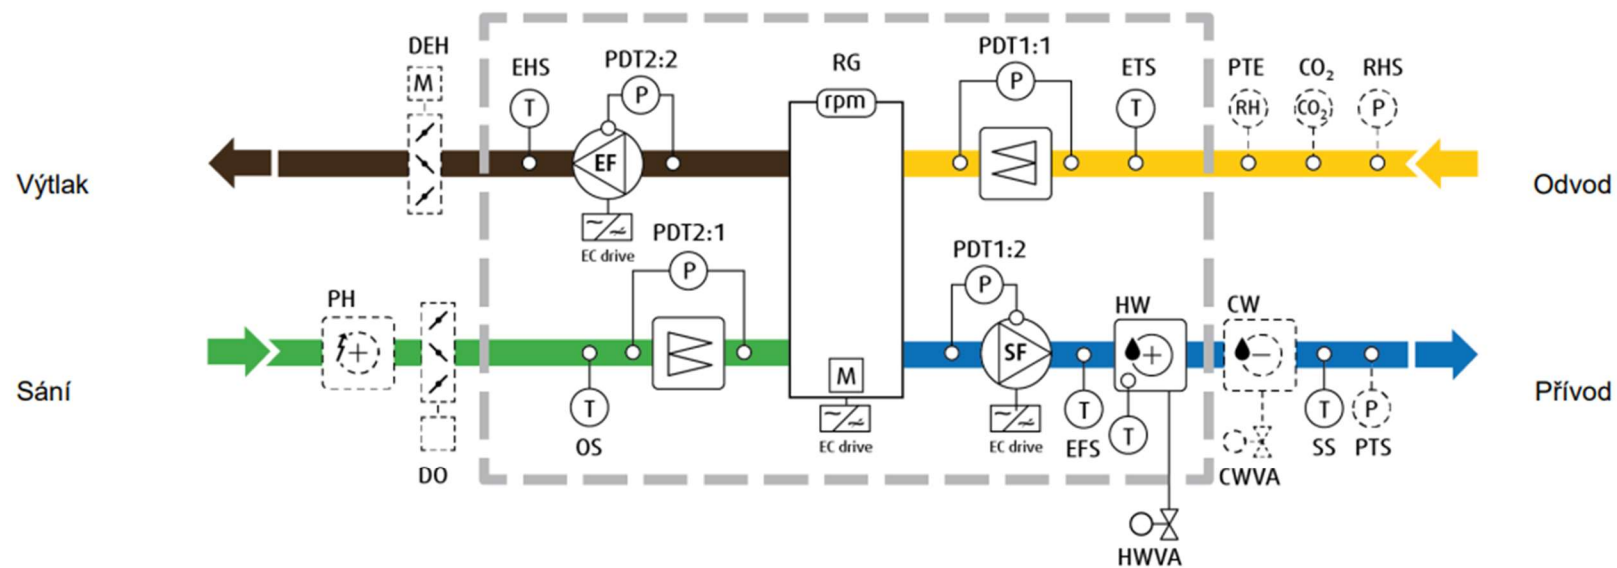 DEH
M
EHS
T
PDT2:2
P
EF
EC drive
RG
rpm
PDT1:1
P
ETS
T
PTE
RH
CO₂
CO₂
RHS
P
Výtlak
Odvod
PH
DO
PDT2:1
P
T
OS
M
EC drive
PDT1:2
P
SF
EC drive
T
EFS
HW
T
HWVA
CW
CWVA
T
SS
P
PTS
Sání
Přívod